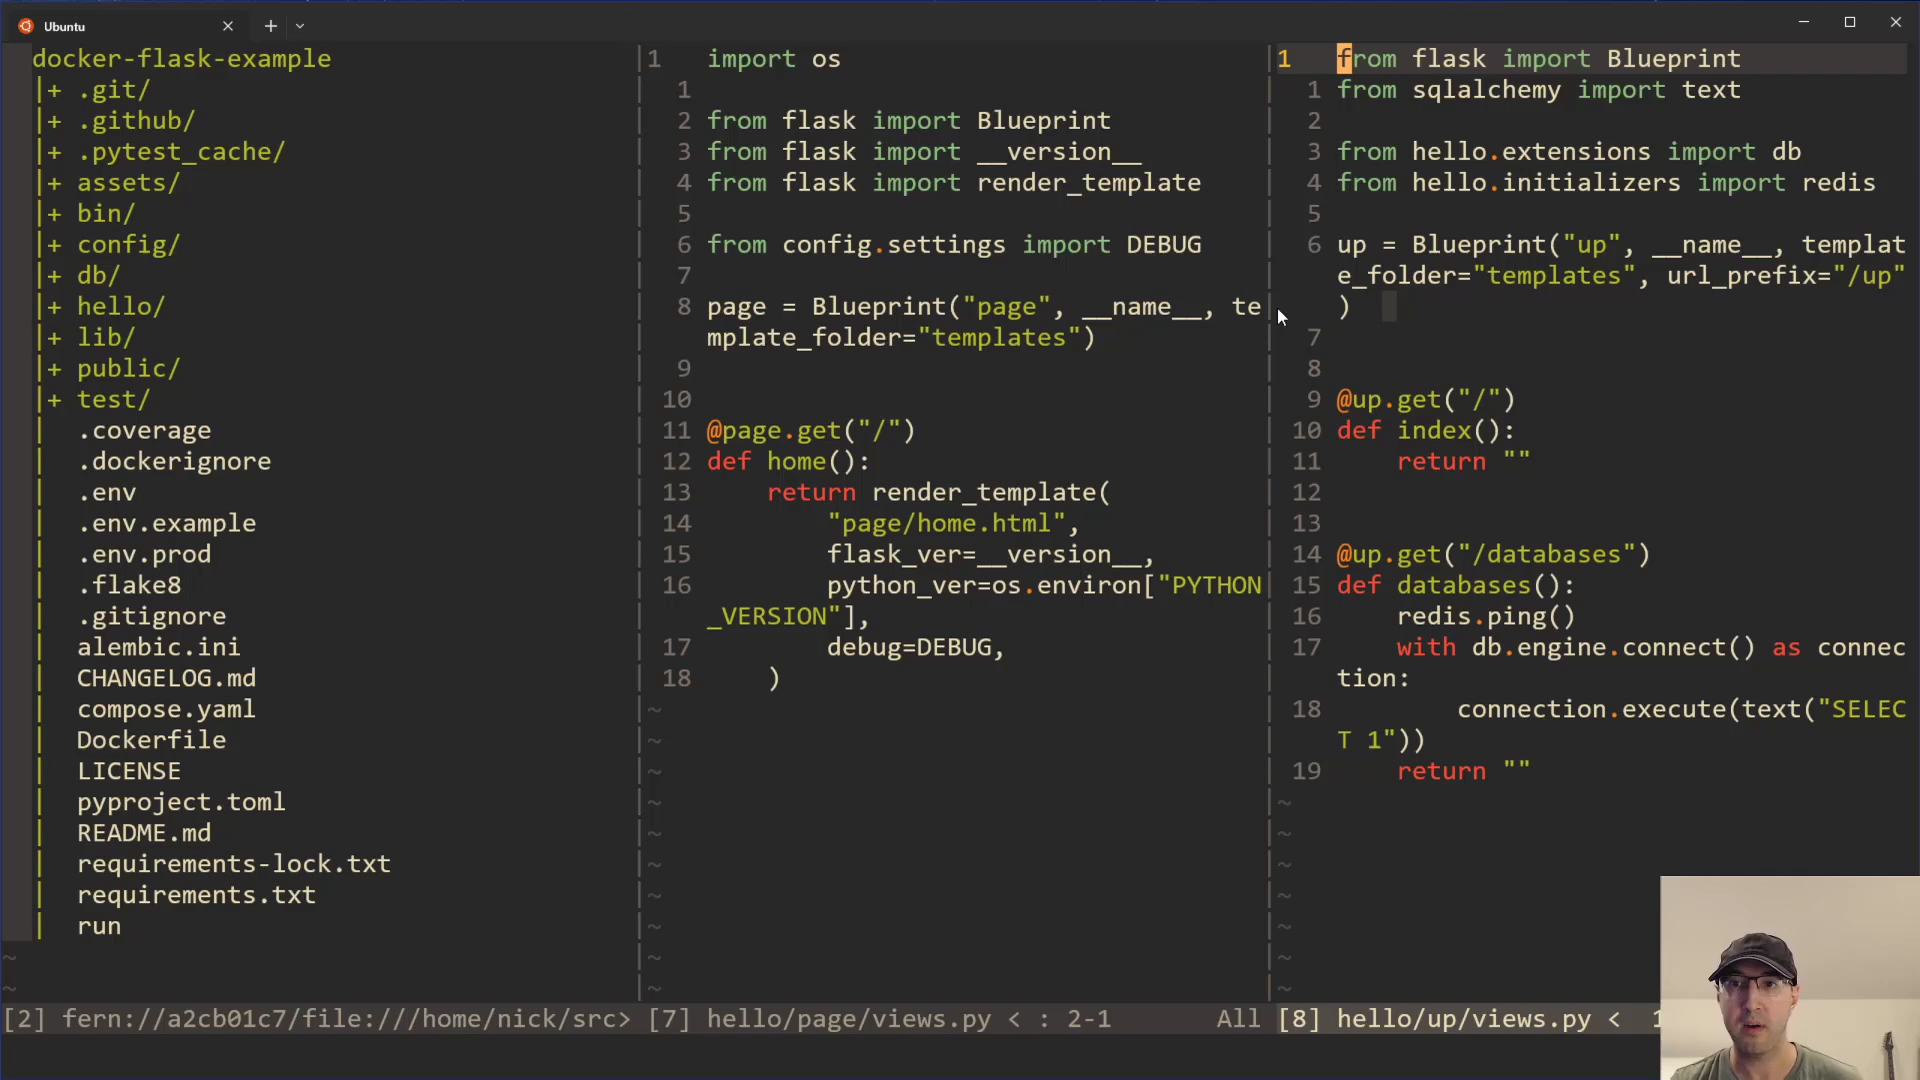 Ubuntu
docker-flask-example
|+ .git/
|+ .github/
|+ .pytest_cache/
|+ assets/
|+ bin/
|+ config/
|+ db/
|+ hello/
|+ lib/
|+ public/
|+ test/
|  .coverage
|  .dockerignore
|  .env
|  .env.example
|  .env.prod
|  .flake8
|  .gitignore
|  alembic.ini
|  CHANGELOG.md
|  compose.yaml
|  Dockerfile
|  LICENSE
|  pyproject.toml
|  README.md
|  requirements-lock.txt
|  requirements.txt
|  run
~
~
[2] fern://a2cb01c7/file:///home/nick/src>
1 import os
1
2 from flask import Blueprint
3 from flask import __version__
4 from flask import render_template
5
6 from config.settings import DEBUG
7
8 page = Blueprint("page", __name__, te
mplate_folder="templates")
9
10
11 @page.get("/")
12 def home():
13     return render_template(
14         "page/home.html",
15         flask_ver=__version__,
16         python_ver=os.environ["PYTHON
_VERSION"],
17         debug=DEBUG,
18     )
~
~
~
~
~
~
~
~
~
~
[7] hello/page/views.py < : 2-1 All
1 from flask import Blueprint
1 from sqlalchemy import text
2
3 from hello.extensions import db
4 from hello.initializers import redis
5
6 up = Blueprint("up", __name__, templat
e_folder="templates", url_prefix="/up"
)
7
8
9 @up.get("/")
10 def index():
11     return ""
12
13
14 @up.get("/databases")
15 def databases():
16     redis.ping()
17     with db.engine.connect() as connec
tion:
18         connection.execute(text("SELEC
T 1"))
19     return ""
~
~
~
~
~
~
~
[8] hello/up/views.py <